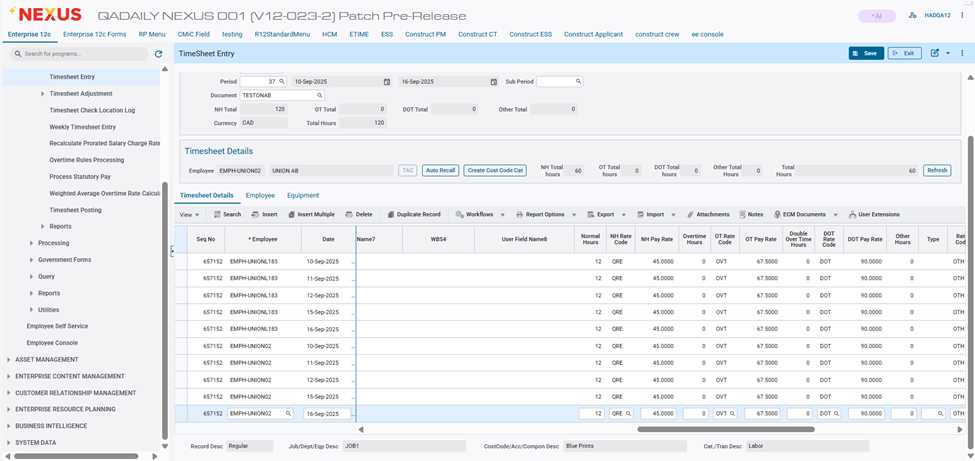 NEXUS QADAILY NEXUS 001 (V12-023-2) Patch Pre-Release *AI HADQA12
Enterprise 12c Enterprise 12c Forms RP Menu CMiC Field testing R12StandardMenu HCM ETIME ESS Construct PM Construct CT Construct ESS Construct Applicant construct crew ee console
Search for programs...
TimeSheet Entry Save Exit
Timesheet Entry
Timesheet Adjustment
Timesheet Check Location Log
Weekly Timesheet Entry
Recalculate Prorated Salary Charge Rate
Overtime Rules Processing
Process Statutory Pay
Weighted Average Overtime Rate Calcula
Timesheet Posting
Reports
Processing
Government Forms
Query
Reports
Utilities
Employee Self Service
Employee Console
ASSET MANAGEMENT
ENTERPRISE CONTENT MANAGEMENT
CUSTOMER RELATIONSHIP MANAGEMENT
ENTERPRISE RESOURCE PLANNING
BUSINESS INTELLIGENCE
SYSTEM DATA
Period 37 10-Sep-2025 16-Sep-2025 Sub Period
Document TESTONAB
NH Total 120 OT Total 0 DOT Total 0 Other Total 0
Currency CAD Total Hours 120
Timesheet Details
Employee EMPH-UNION02 UNION AB TAC Auto Recall Create Cost Code Cat NH Total hours 60 OT Total hours 0 DOT Total hours 0 Other Total hours 0 Total Hours 60 Refresh
Timesheet Details Employee Equipment
View Search Insert Insert Multiple Delete Duplicate Record Workflows Report Options Export Import Attachments Notes ECM Documents User Extensions
Seq No * Employee Date Name7 WBS4 User Field Name8 Normal Hours NH Rate Code NH Pay Rate Overtime Hours OT Rate Code OT Pay Rate Double Over Time Hours DOT Rate Code DOT Pay Rate Other Hours Type Rat Cod
657152 EMPH-UNIONL183 10-Sep-2025 ... 12 QRE 45.0000 0 OVT 67.5000 0 DOT 90.0000 0 OTH
657152 EMPH-UNIONL183 11-Sep-2025 ... 12 QRE 45.0000 0 OVT 67.5000 0 DOT 90.0000 0 OTH
657152 EMPH-UNIONL183 12-Sep-2025 ... 12 QRE 45.0000 0 OVT 67.5000 0 DOT 90.0000 0 OTH
657152 EMPH-UNIONL183 15-Sep-2025 ... 12 QRE 45.0000 0 OVT 67.5000 0 DOT 90.0000 0 OTH
657152 EMPH-UNIONL183 16-Sep-2025 ... 12 QRE 45.0000 0 OVT 67.5000 0 DOT 90.0000 0 OTH
657152 EMPH-UNION02 10-Sep-2025 ... 12 QRE 45.0000 0 OVT 67.5000 0 DOT 90.0000 0 OTH
657152 EMPH-UNION02 11-Sep-2025 ... 12 QRE 45.0000 0 OVT 67.5000 0 DOT 90.0000 0 OTH
657152 EMPH-UNION02 12-Sep-2025 ... 12 QRE 45.0000 0 OVT 67.5000 0 DOT 90.0000 0 OTH
657152 EMPH-UNION02 15-Sep-2025 ... 12 QRE 45.0000 0 OVT 67.5000 0 DOT 90.0000 0 OTH
657152 EMPH-UNION02 16-Sep-2025 ... 12 QRE 45.0000 0 OVT 67.5000 0 DOT 90.0000 0 OTH
Record Desc Regular Job/Dept/Eqp Desc JOB1 CostCode/Acc/Compon Desc Blue Prints Cat./Tran Desc Labor